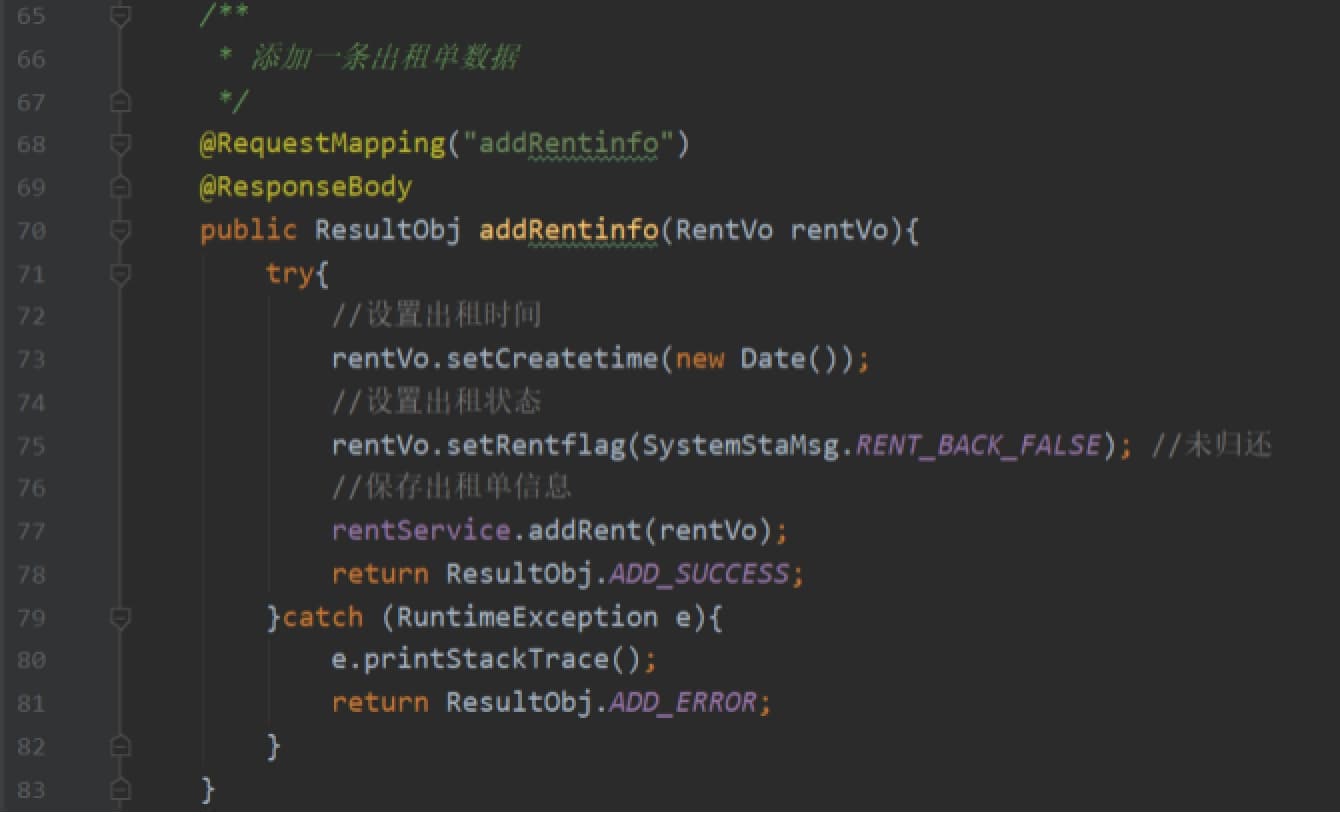 65 /**
66 * 添加一条出租单数据
67 */
68 @RequestMapping("addRentinfo")
69 @ResponseBody
70 public ResultObj addRentinfo(RentVo rentVo){
71 try{
72 //设置出租时间
73 rentVo.setCreatetime(new Date());
74 //设置出租状态
75 rentVo.setRentflag(SystemStaMsg.RENT_BACK_FALSE); //未归还
76 //保存出租单信息
77 rentService.addRent(rentVo);
78 return ResultObj.ADD_SUCCESS;
79 }catch (RuntimeException e){
80 e.printStackTrace();
81 return ResultObj.ADD_ERROR;
82 }
83 }